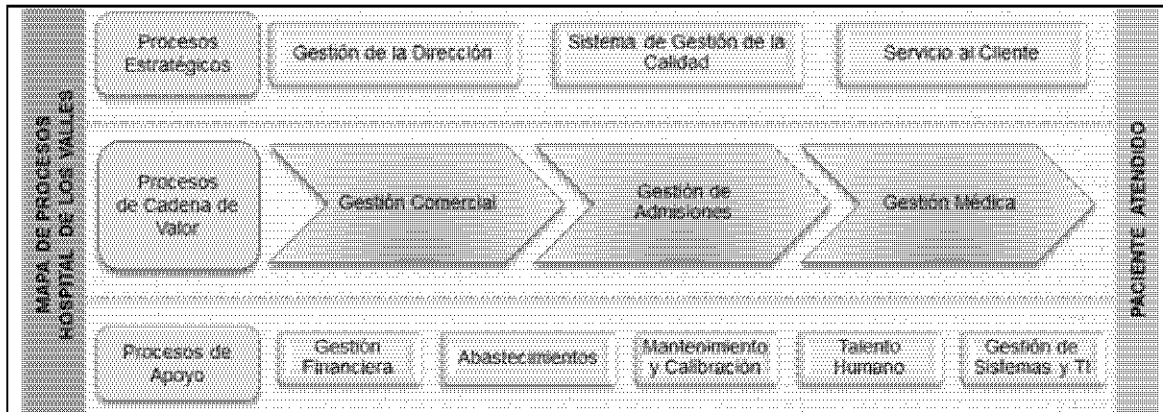 MAPA DE PROCESOS
HOSPITAL DE LOS VALLES
Procesos
Estratégicos
Gestión de la Dirección
Sistema de Gestión de la
Calidad
Servicio al Cliente
Procesos
de Cadena de
Valor
Gestión Comercial
Gestión de
Admisiones
Gestión Médica
Procesos de
Apoyo
Gestión
Financiera
Abastecimientos
Mantenimiento
y Calibración
Talento
Humano
Gestión de
Sistemas y TI
PACIENTE ATENDIDO